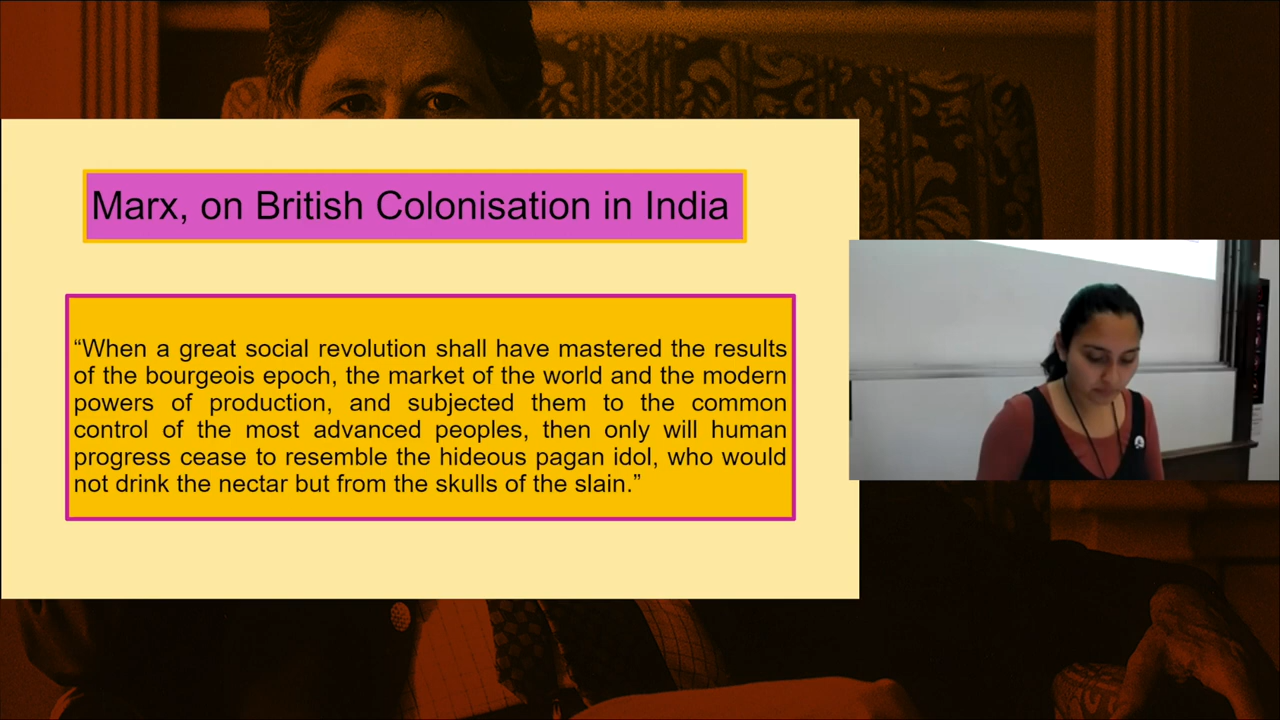 Marx, on British Colonisation in India
“When a great social revolution shall have mastered the results
of the bourgeois epoch, the market of the world and the modern
powers of production, and subjected them to the common
control of the most advanced peoples, then only will human
progress cease to resemble the hideous pagan idol, who would
not drink the nectar but from the skulls of the slain.”